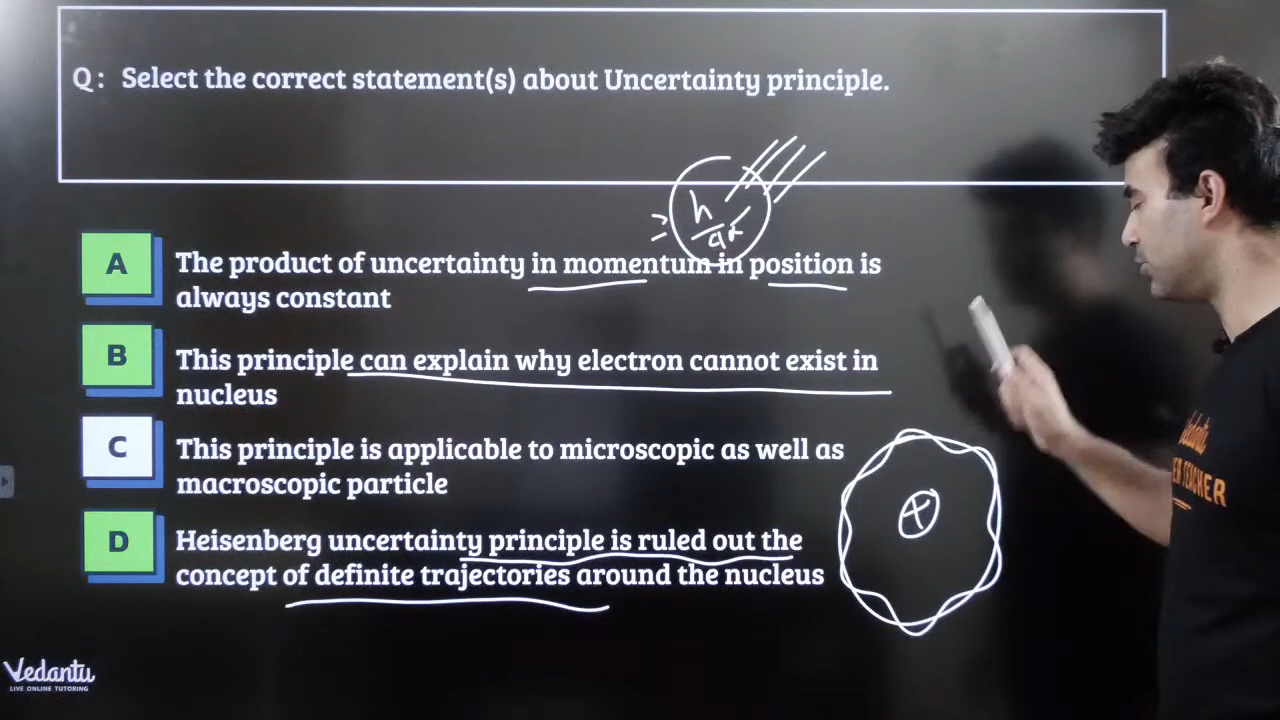 Q: Select the correct statement(s) about Uncertainty principle.
h
A
The product of uncertainty in momentum in position is
always constant
B
This principle can explain why electron cannot exist in
nucleus
C
This principle is applicable to microscopic as well as
macroscopic particle
D
Heisenberg uncertainty principle is ruled out the
concept of definite trajectories around the nucleus
+
Vedantu
LIVE ONLINE TUTORING
Vedantu
TEACHER